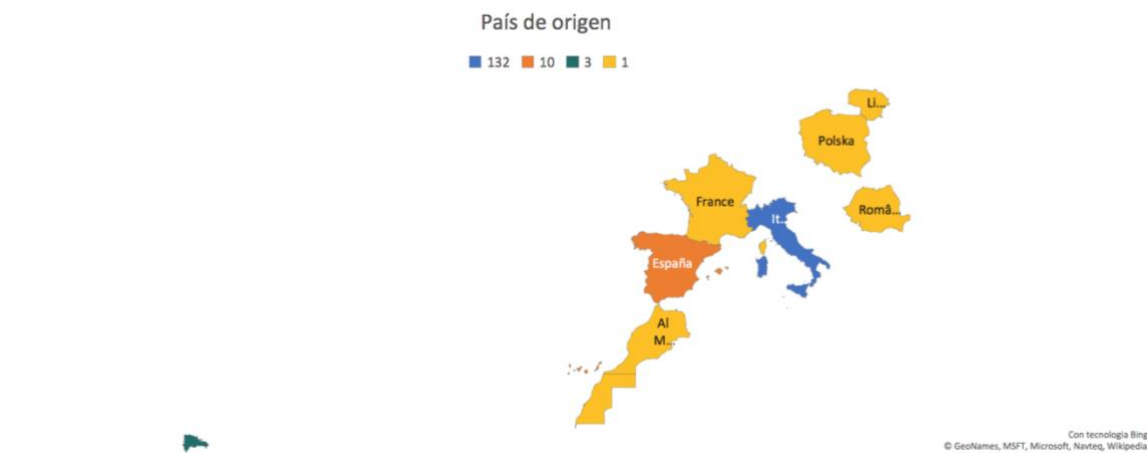 País de origen
132 10 3 1
Li...
Polska
France
It...
Româ...
España
Al
M...
Con tecnología Bing
© GeoNames, MSFT, Microsoft, Navteq, Wikipedia